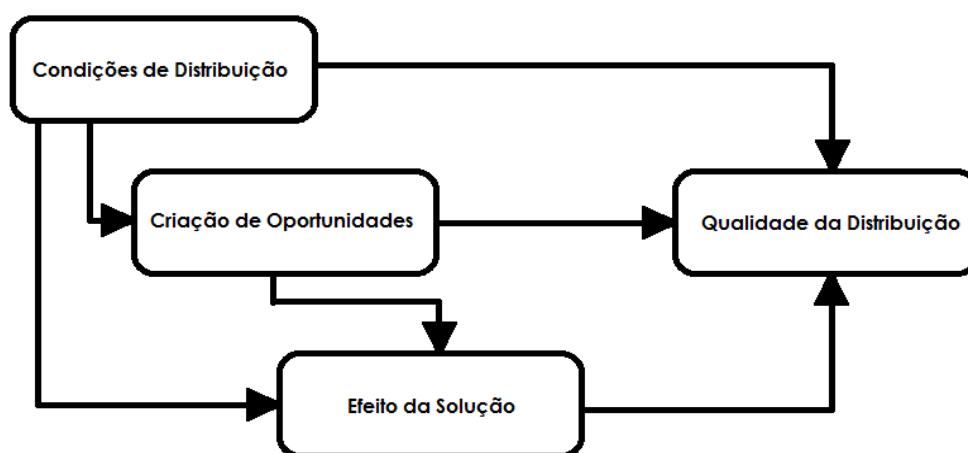 Condições de Distribuição
Criação de Oportunidades
Qualidade da Distribuição
Efeito da Solução